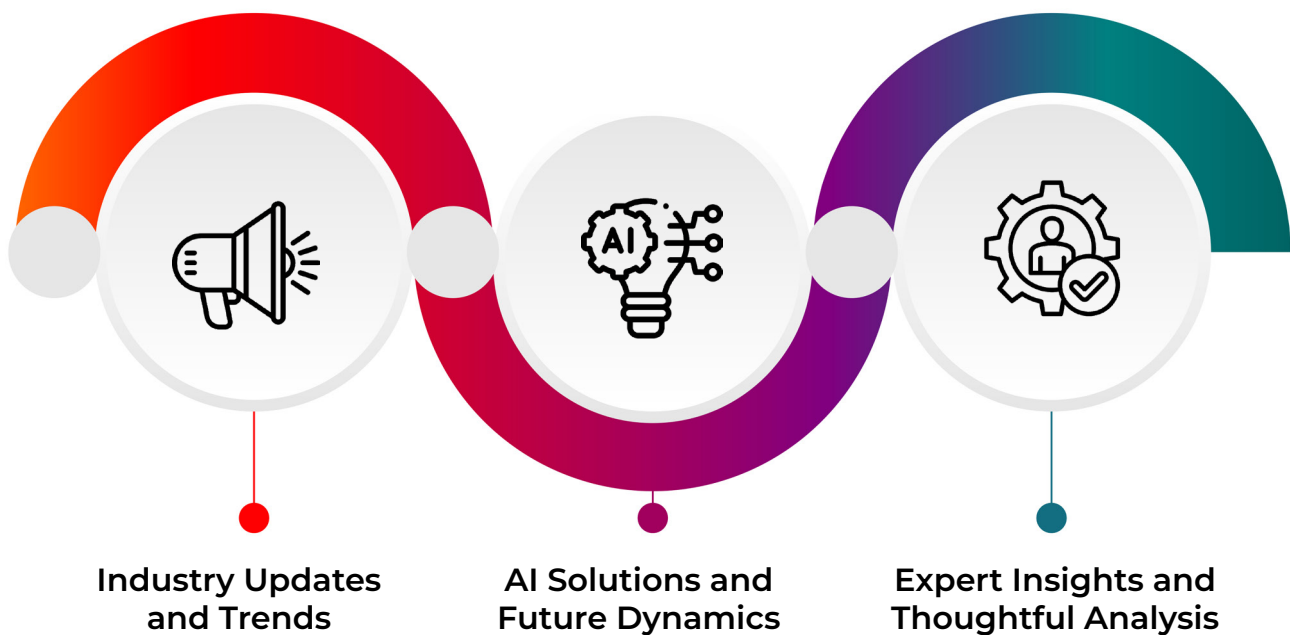 AI
Industry Updates
and Trends
AI Solutions and
Future Dynamics
Expert Insights and
Thoughtful Analysis